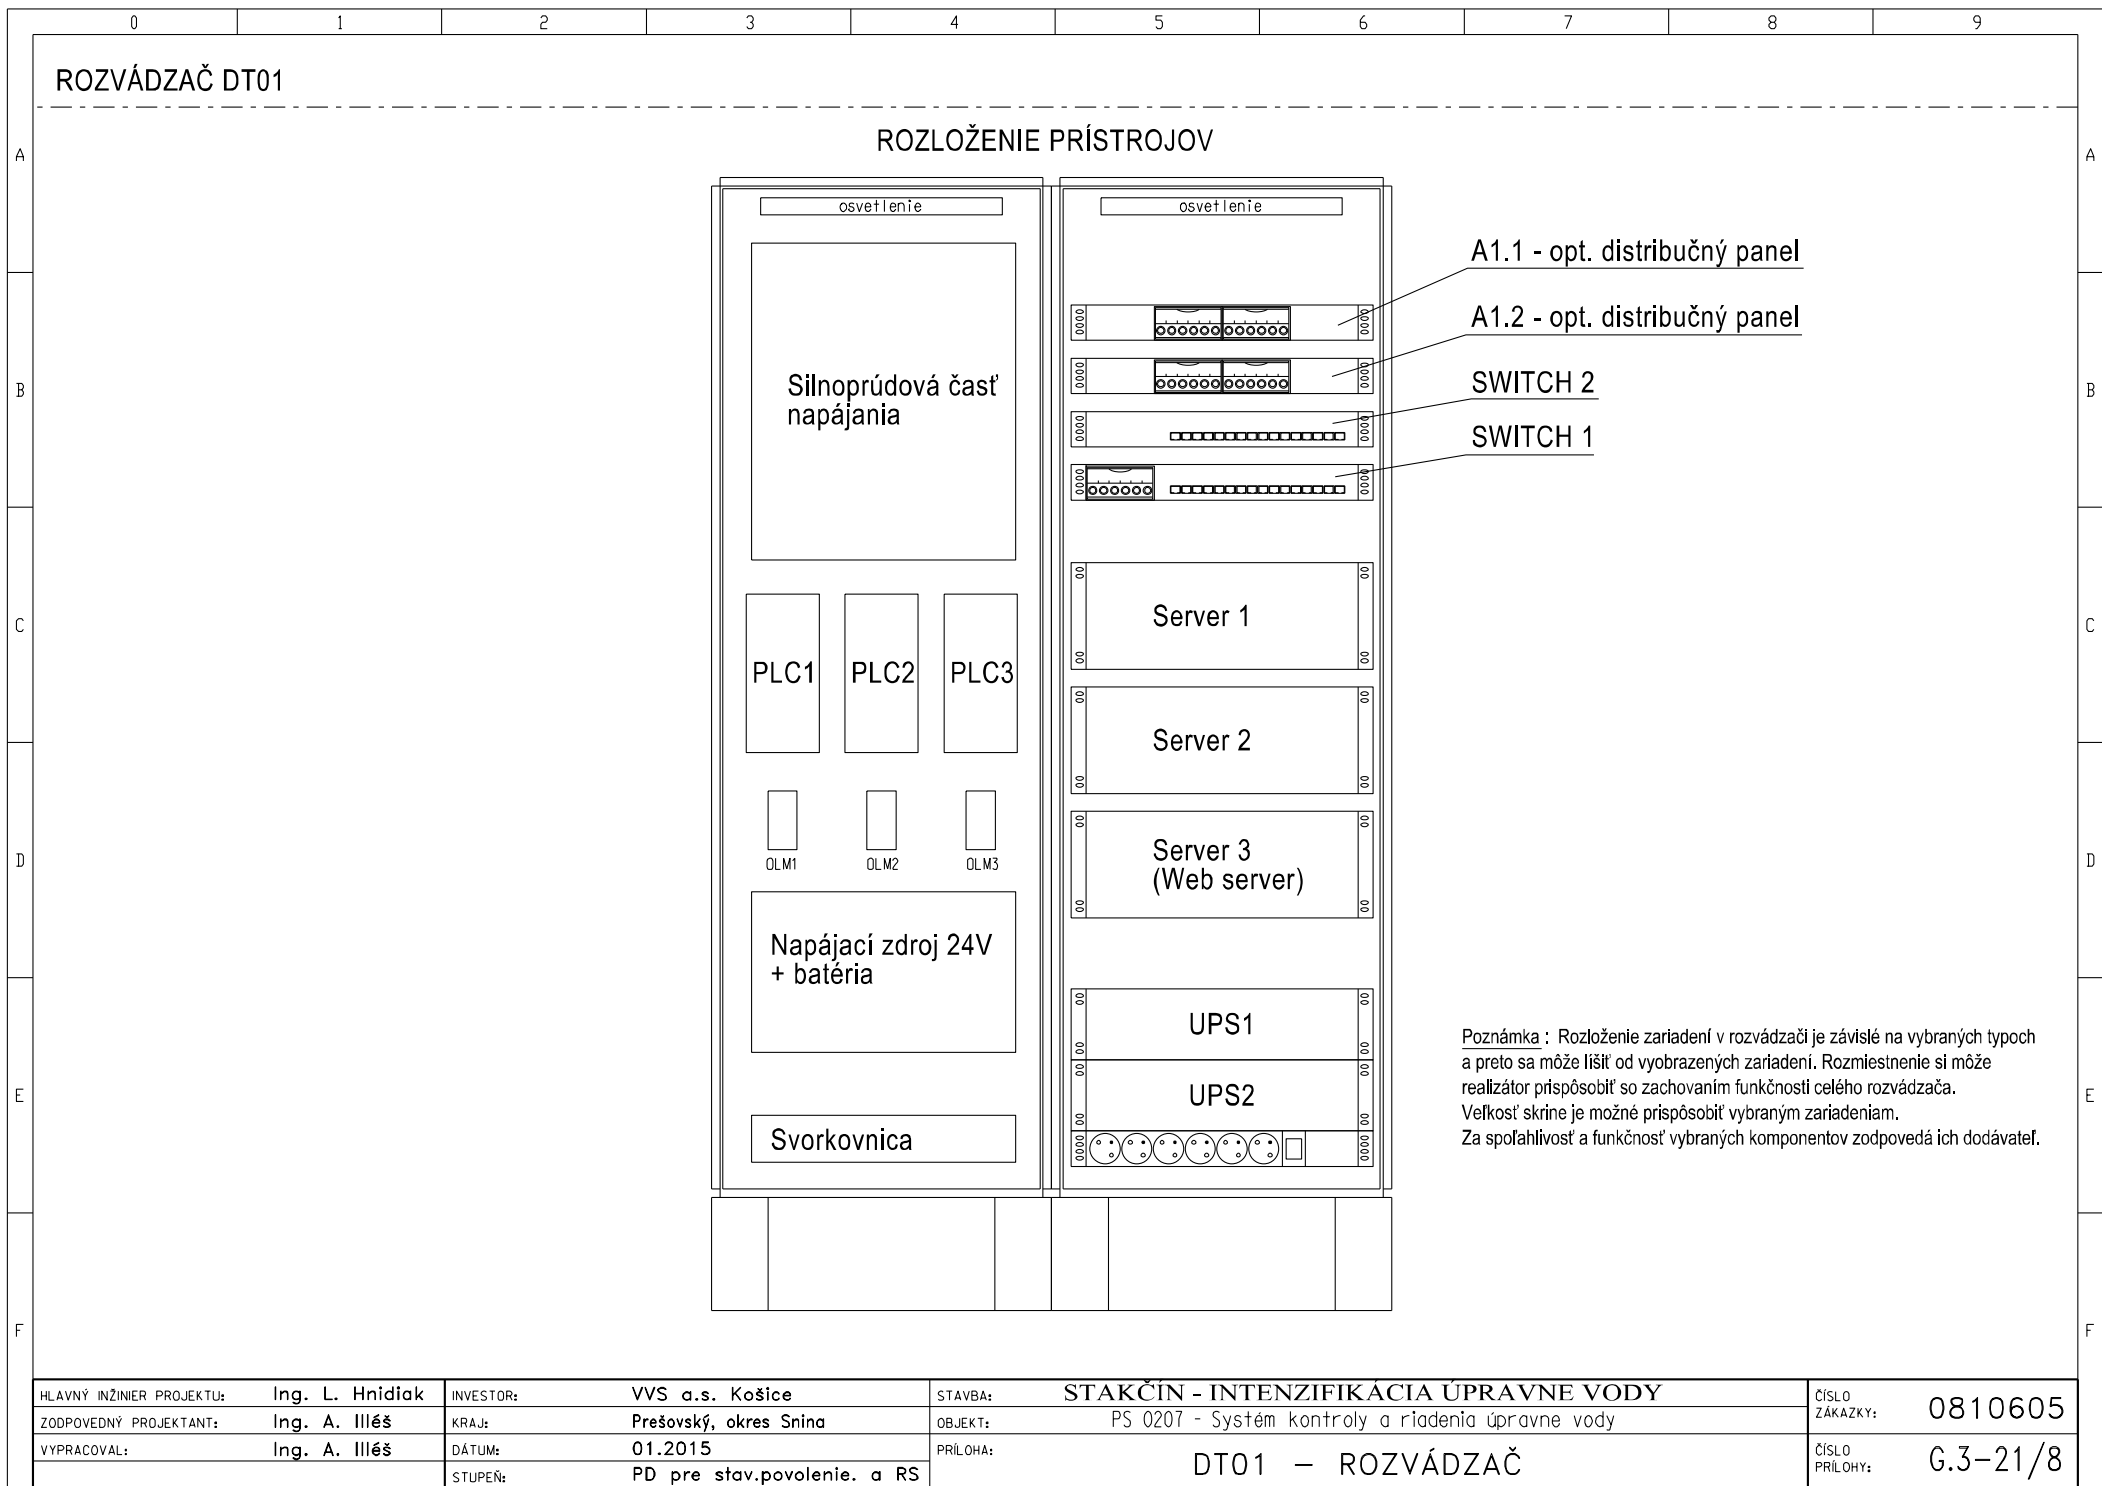 0 1 2 3 4 5 6 7 8 9
ROZVÁDZAČ DT01
ROZLOŽENIE PRÍSTROJOV
A A
osvetlenie osvetlenie
A1.1 - opt. distribučný panel
A1.2 - opt. distribučný panel
Silnoprúdová časť
napájania
B B
SWITCH 2
SWITCH 1
Server 1
C C
PLC1 PLC2 PLC3
Server 2
OLM1 OLM2 OLM3
D D
Server 3
(Web server)
Napájací zdroj 24V
+ batéria
UPS1
UPS2
Svorkovnica
Poznámka : Rozloženie zariadení v rozvádzači je závislé na vybraných typoch
a preto sa môže líšiť od vyobrazených zariadení. Rozmiestnenie si môže
realizátor prispôsobiť so zachovaním funkčnosti celého rozvádzača.
Veľkosť skrine je možné prispôsobiť vybraným zariadeniam.
Za spoľahlivosť a funkčnosť vybraných komponentov zodpovedá ich dodávateľ.
E E
F F
HLAVNÝ INŽINIER PROJEKTU: Ing. L. Hnidiak
ZODPOVEDNÝ PROJEKTANT: Ing. A. Illéš
VYPRACOVAL: Ing. A. Illéš
INVESTOR: VVS a.s. Košice
KRAJ: Prešovský, okres Snina
DÁTUM: 01.2015
STUPEŇ: PD pre stav.povolenie. a RS
STAVBA: STAKČÍN - INTENZIFIKÁCIA ÚPRAVNE VODY
OBJEKT: PS 0207 - Systém kontroly a riadenia úpravne vody
PRÍLOHA: DT01 – ROZVÁDZAČ
ČÍSLO
ZÁKAZKY: 0810605
ČÍSLO
PRÍLOHY: G.3-21/8